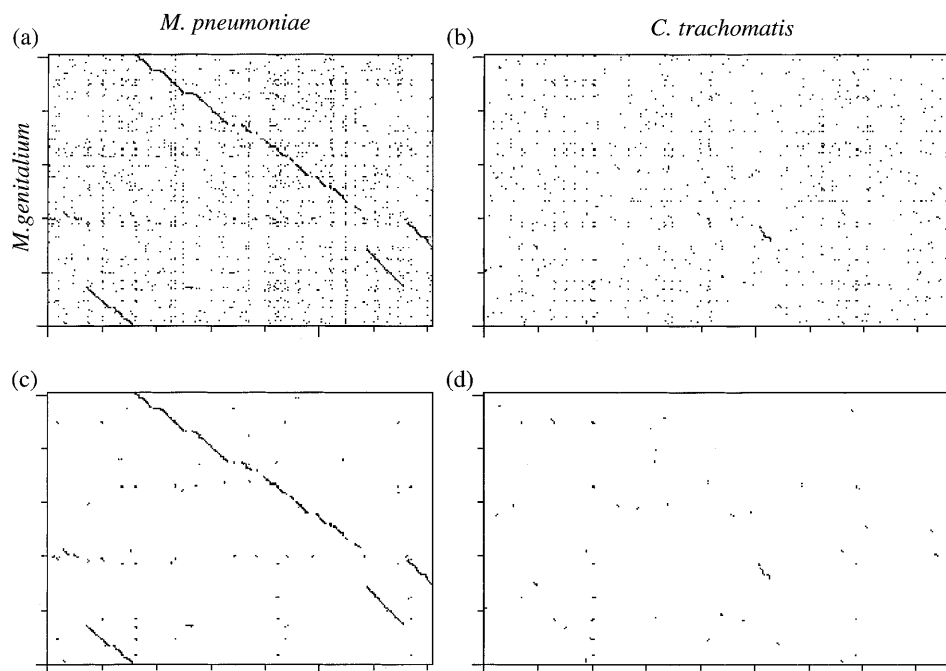 M. pneumoniae
C. trachomatis
(a)
(b)
M.genitalium
(c)
(d)